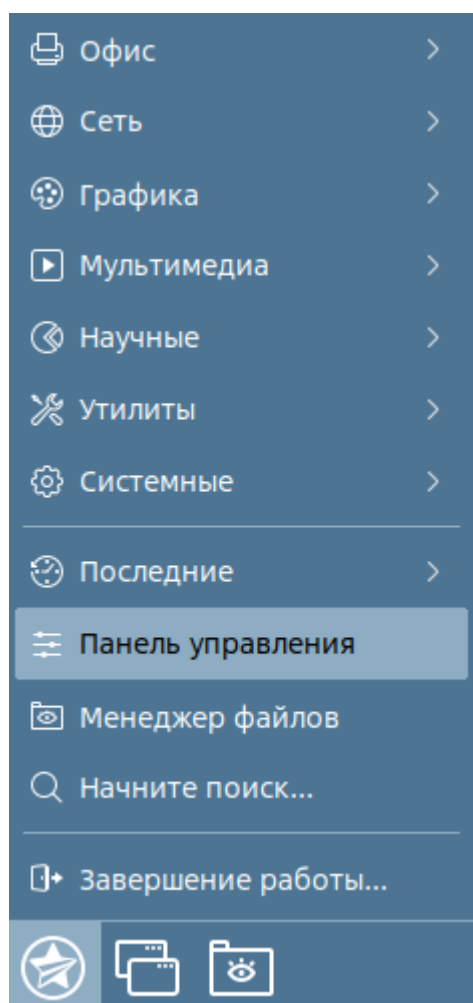 Офис
Сеть
Графика
Мультимедиа
Научные
Утилиты
Системные
Последние
Панель управления
Менеджер файлов
Начните поиск...
Завершение работы...